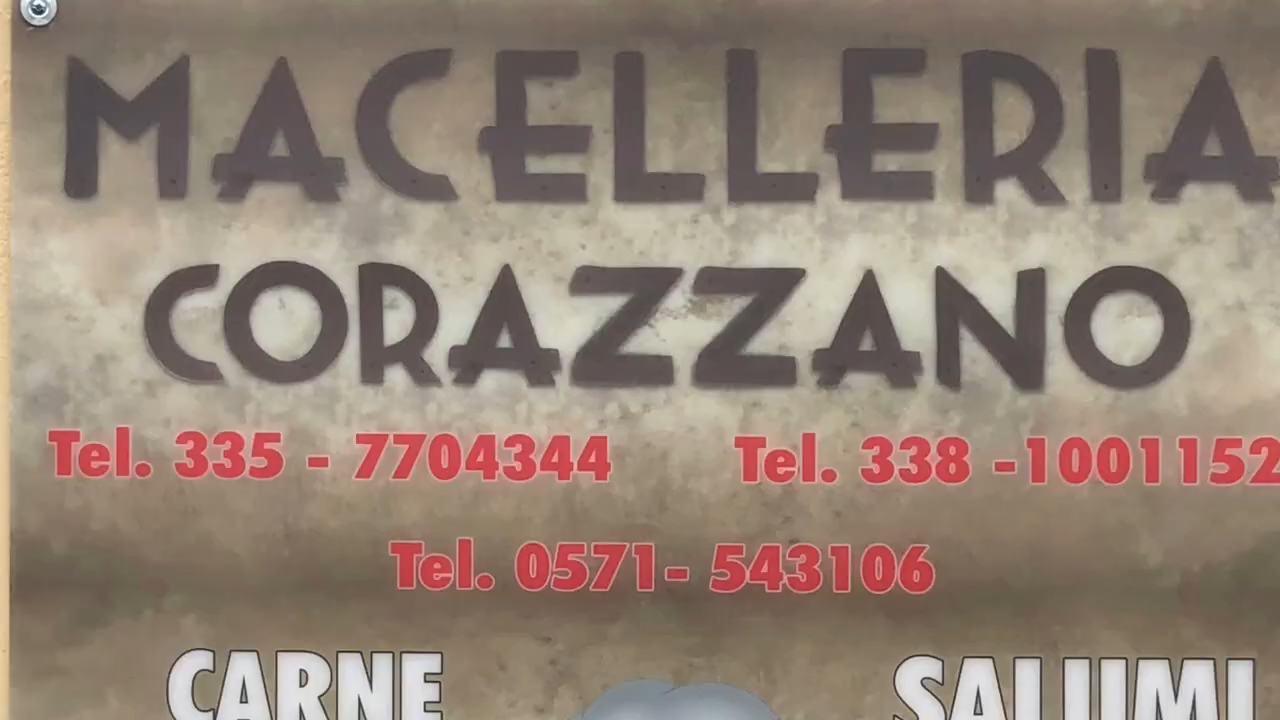 MACELLERIA
CORAZZANO
Tel. 335 - 7704344 Tel. 338 -1001152
Tel. 0571- 543106
CARNE SALUMI